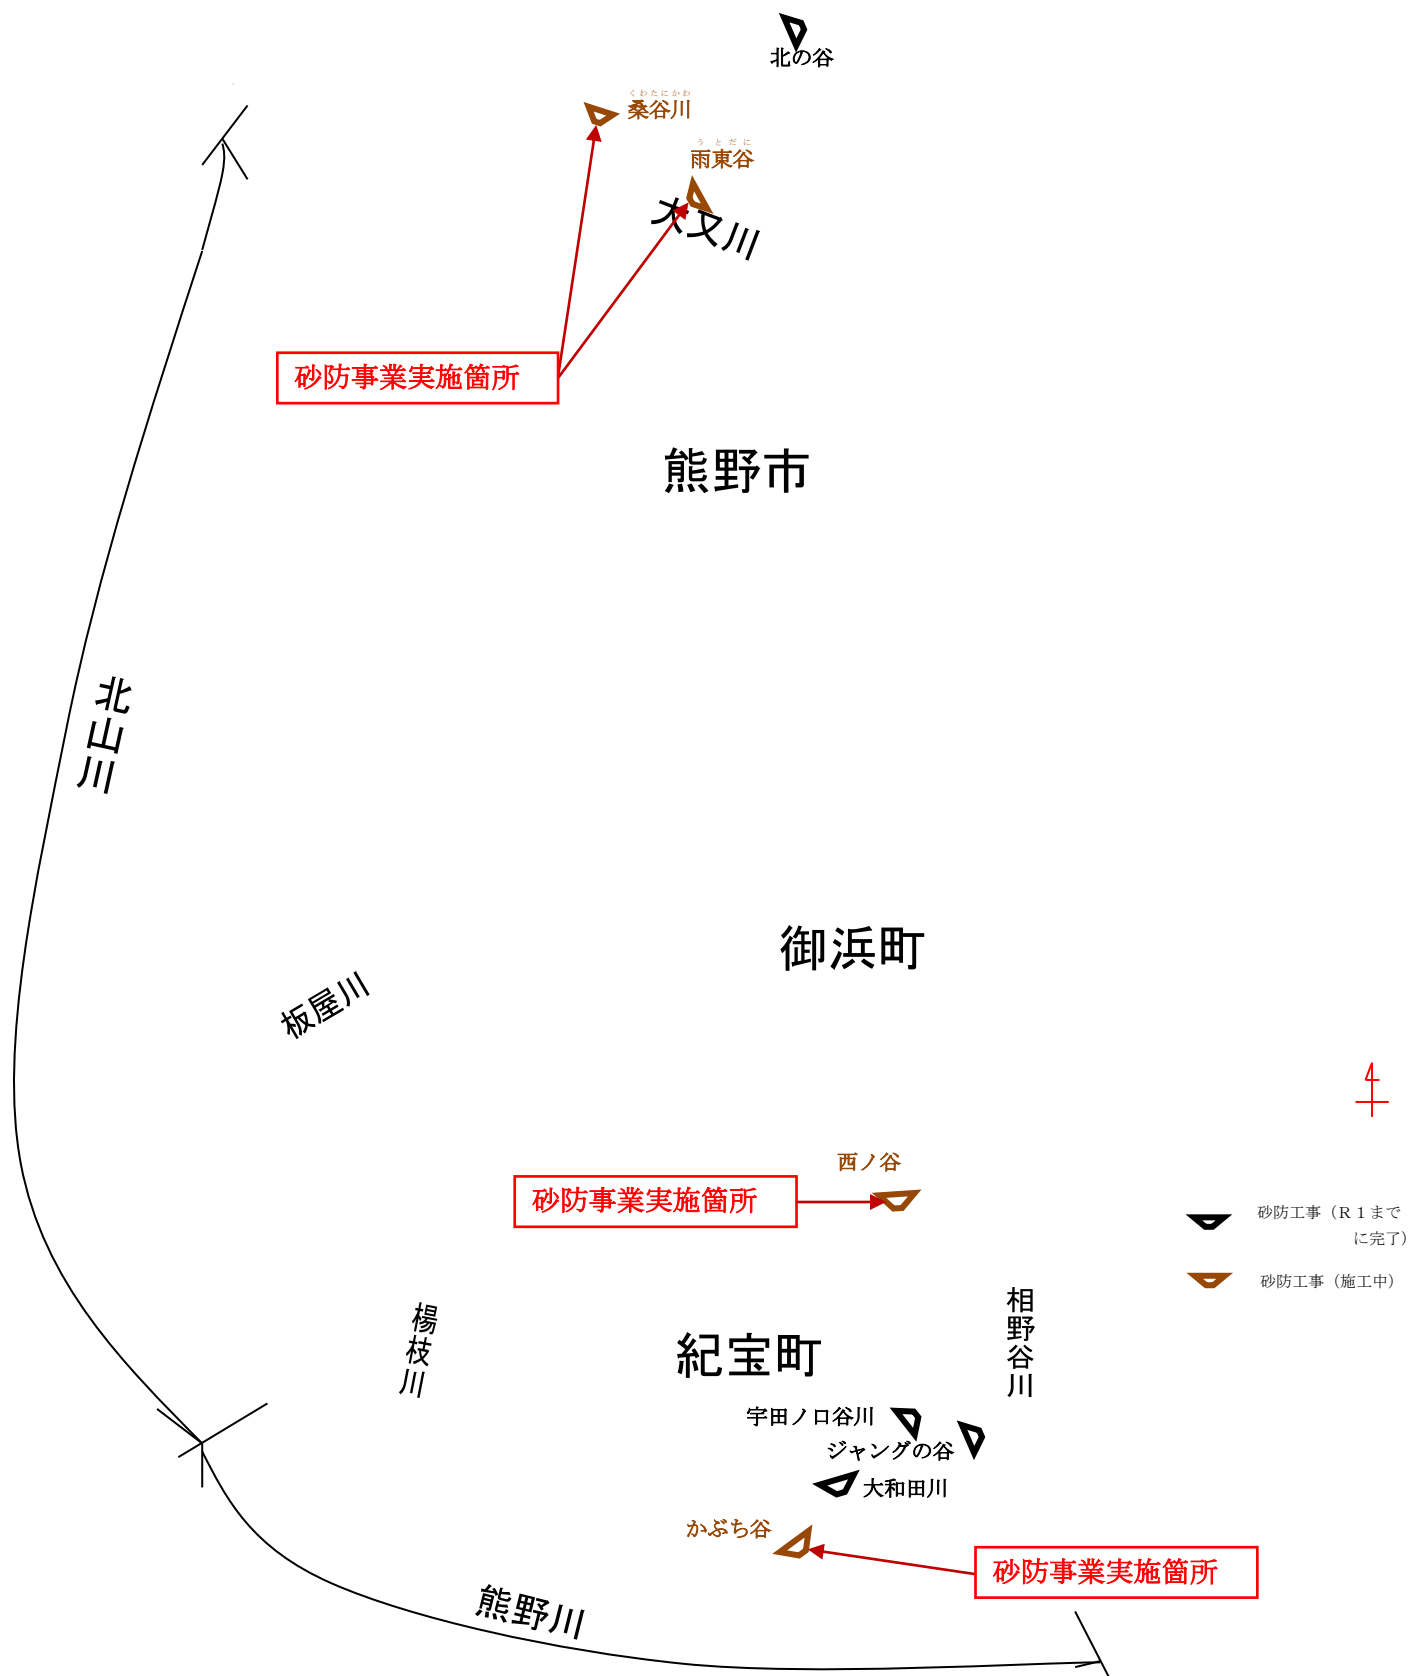 北の谷
くわたにかわ
桑谷川
うとだに
雨東谷
大又川
砂防事業実施箇所
熊野市
北山川
御浜町
板屋川
西ノ谷
砂防事業実施箇所
砂防工事（Ｒ１まで
に完了）
砂防工事（施工中）
相野谷川
楊枝川
紀宝町
宇田ノ口谷川
ジャングの谷
大和田川
かぶち谷
砂防事業実施箇所
熊野川